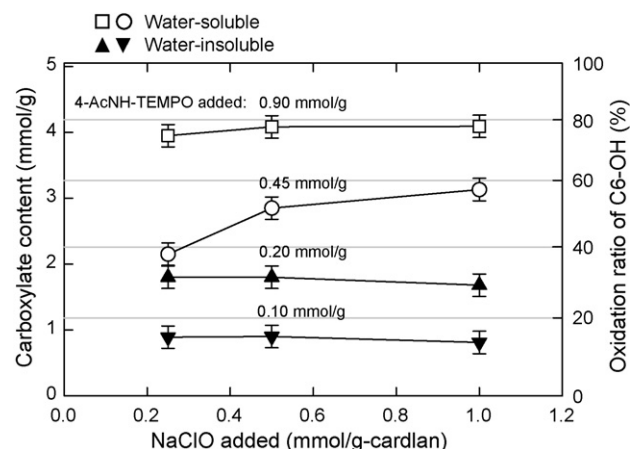 Water-soluble
Water-insoluble
4-AcNH-TEMPO added: 0.90 mmol/g
0.45 mmol/g
0.20 mmol/g
0.10 mmol/g
Carboxylate content (mmol/g)
5
4
3
2
1
0
Oxidation ratio of C6-OH (%)
100
80
60
40
20
0
0.0 0.2 0.4 0.6 0.8 1.0 1.2
NaClO added (mmol/g-cardlan)